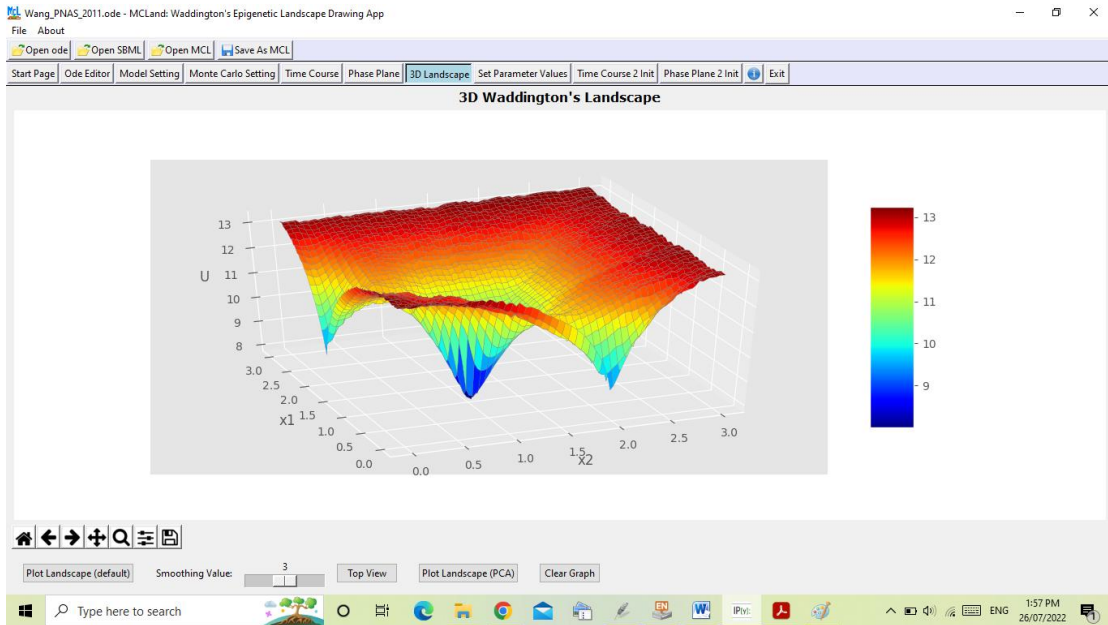 Wang_PNAS_2011.ode - MCLand: Waddington's Epigenetic Landscape Drawing App
File About
Open ode Open SBML Open MCL Save As MCL
Start Page Ode Editor Model Setting Monte Carlo Setting Time Course Phase Plane 3D Landscape Set Parameter Values Time Course 2 Init Phase Plane 2 Init Exit
3D Waddington's Landscape
13
12
U 11
10
9
8
3.0
2.5
2.0
x1 1.5
1.0
0.5
0.0
0.0 0.5 1.0 1.5 2.0 2.5 3.0
x2
13
12
11
10
9
Plot Landscape (default) Smoothing Value: 3 Top View Plot Landscape (PCA) Clear Graph
Type here to search
EN
W
IP[y]:
ENG
1:57 PM
26/07/2022
1